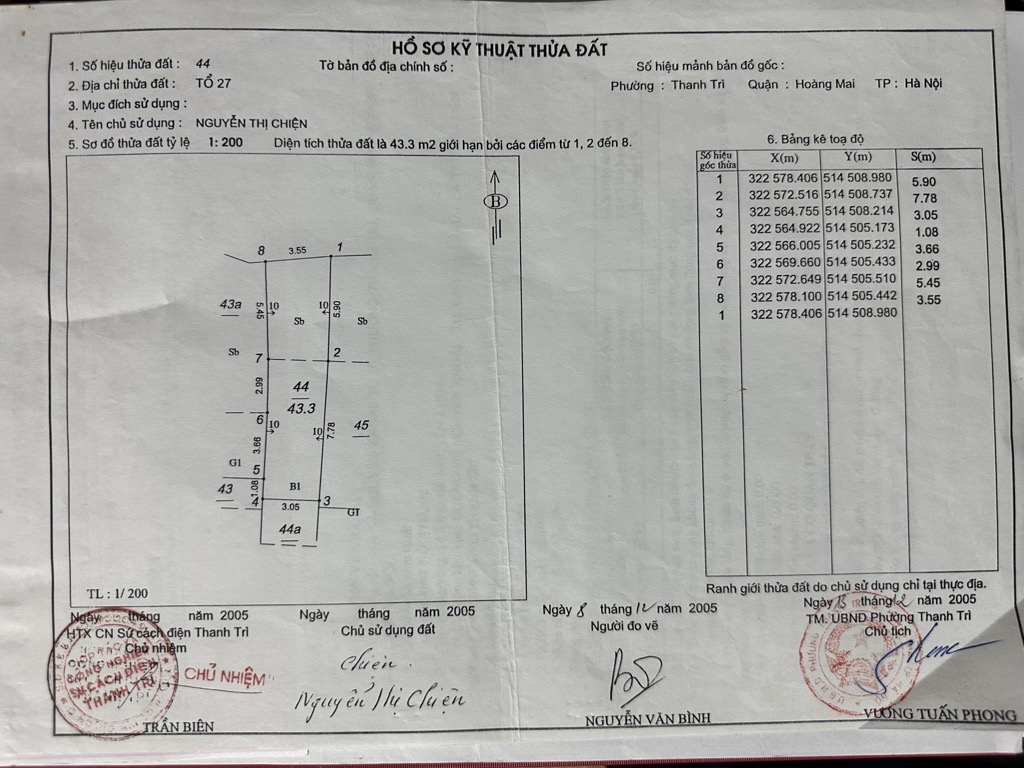 HỒ SƠ KỸ THUẬT THỬA ĐẤT
1. Số hiệu thửa đất : 44 Tờ bản đồ địa chính số : Số hiệu mảnh bản đồ gốc :
2. Địa chỉ thửa đất : TỔ 27 Phường : Thanh Trì Quận : Hoàng Mai TP : Hà Nội
3. Mục đích sử dụng :
4. Tên chủ sử dụng : NGUYỄN THỊ CHIỆN
5. Sơ đồ thửa đất tỷ lệ 1: 200 Diện tích thửa đất là 43.3 m2 giới hạn bởi các điểm từ 1, 2 đến 8.
B
8 3.55 1
43a 5.45 10 10 5.90
Sb Sb
Sb 7 2
2.99 44
43.3
6 10 10 7.78 45
3.66
G1 5
43 1.08 B1
4 3.05 3 G1
44a
TL : 1/ 200
6. Bảng kê toạ độ
Số hiệu góc thửa X(m) Y(m) S(m)
1 322 578.406 514 508.980 5.90
2 322 572.516 514 508.737 7.78
3 322 564.755 514 508.214 3.05
4 322 564.922 514 505.173 1.08
5 322 566.005 514 505.232 3.66
6 322 569.660 514 505.433 2.99
7 322 572.649 514 505.510 5.45
8 322 578.100 514 505.442 3.55
1 322 578.406 514 508.980
Ranh giới thửa đất do chủ sử dụng chỉ tại thực địa.
Ngày tháng năm 2005
HTX CN Sứ cách điện Thanh Trì
Chủ nhiệm
CÔNG NGHIỆP
SỨ CÁCH ĐIỆN
THANH TRÌ
CHỦ NHIỆM
TRẦN BIÊN
Ngày tháng năm 2005
Chủ sử dụng đất
Chiện
Nguyễn Thị Chiện
Ngày 8 tháng 12 năm 2005
Người đo vẽ
NGUYỄN VĂN BÌNH
Ngày tháng 12 năm 2005
TM. UBND Phường Thanh Trì
Chủ tịch
VƯƠNG TUẤN PHONG